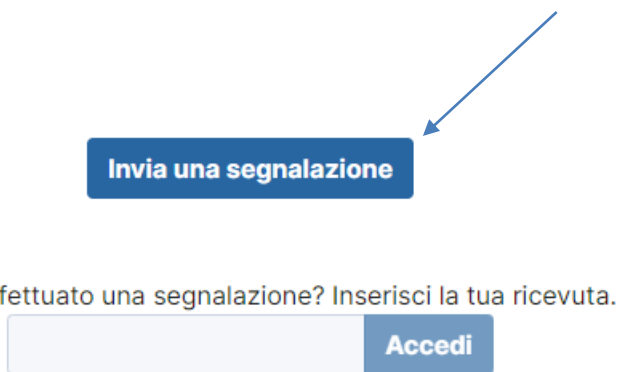 Invia una segnalazione
fettuato una segnalazione? Inserisci la tua ricevuta.
Accedi